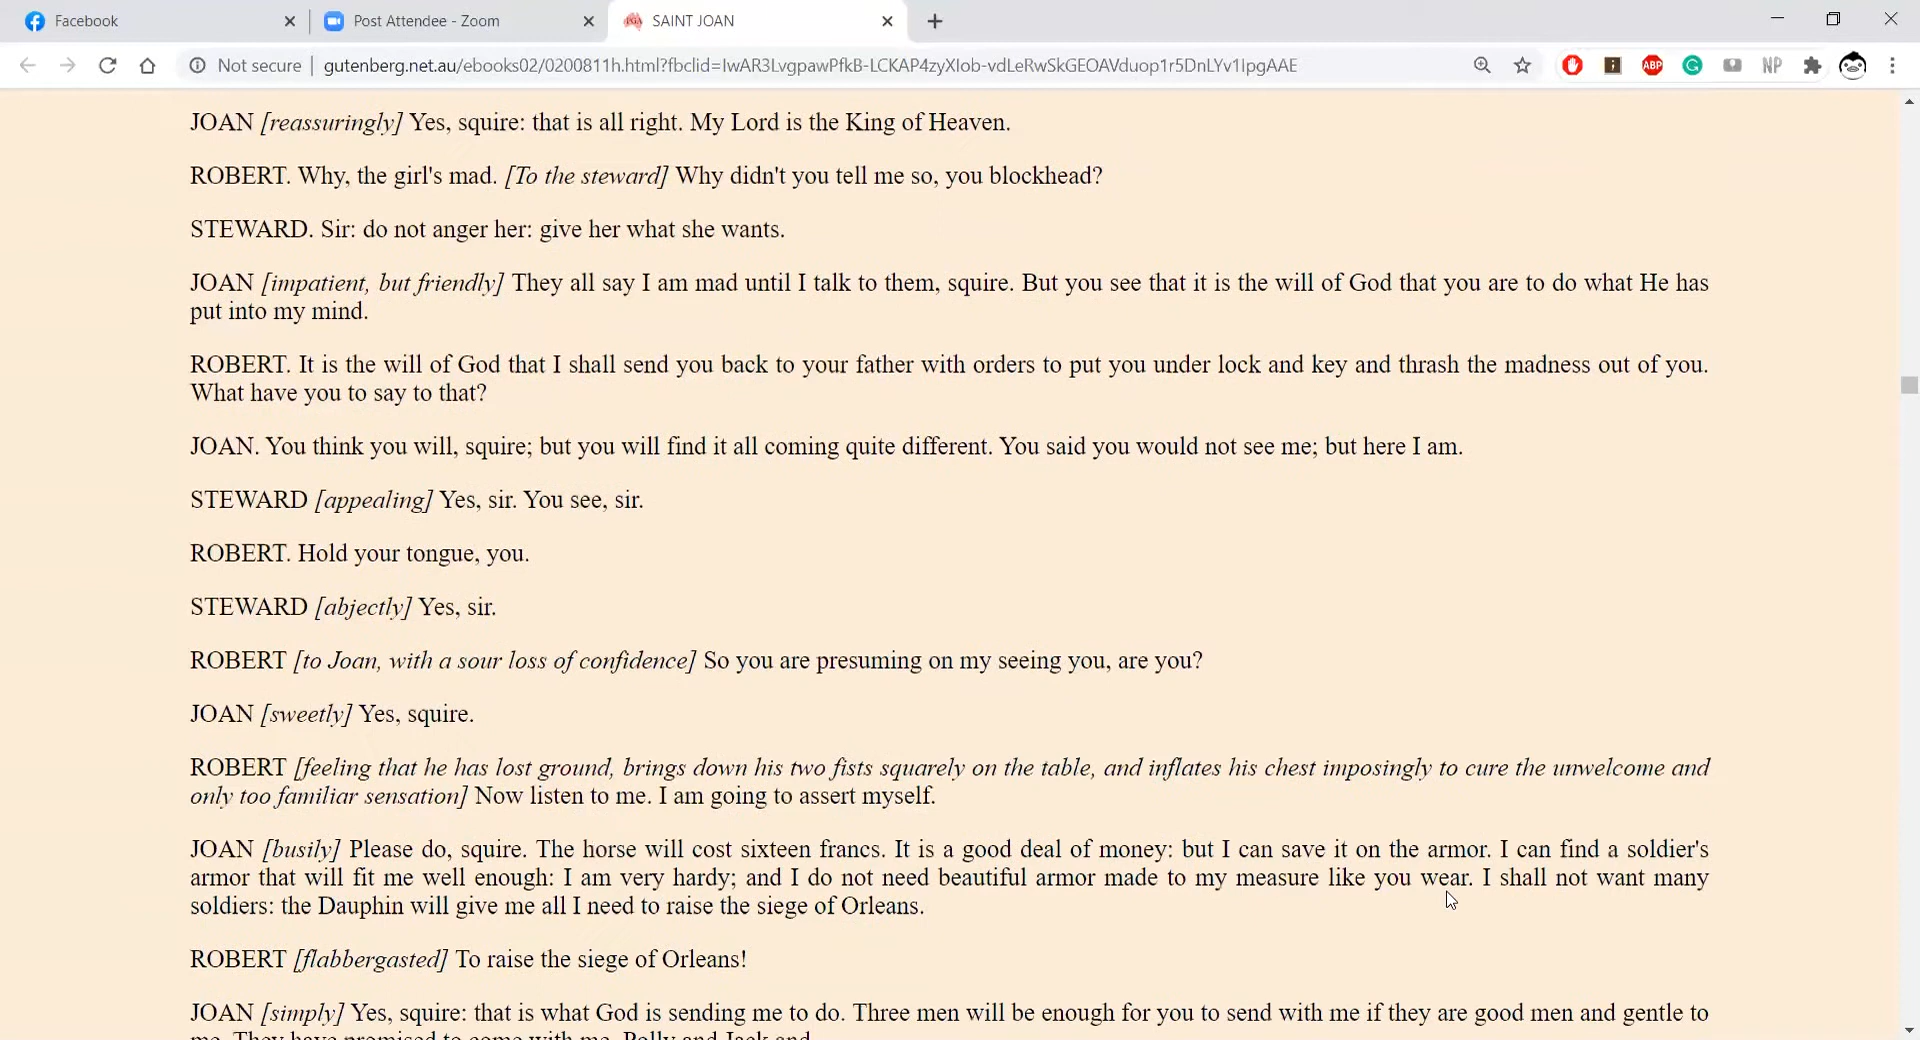 Facebook
Post Attendee - Zoom
SAINT JOAN
Not secure
gutenberg.net.au/ebooks02/0200811h.html?fbclid=IwAR3LvgpawPfkB-LCKAP4zyXIob-vdLeRwSkGEOAVduop1r5DnLYv1IpgAAE
ABP
NP
JOAN [reassuringly] Yes, squire: that is all right. My Lord is the King of Heaven.
ROBERT. Why, the girl's mad. [To the steward] Why didn't you tell me so, you blockhead?
STEWARD. Sir: do not anger her: give her what she wants.
JOAN [impatient, but friendly] They all say I am mad until I talk to them, squire. But you see that it is the will of God that you are to do what He has
put into my mind.
ROBERT. It is the will of God that I shall send you back to your father with orders to put you under lock and key and thrash the madness out of you.
What have you to say to that?
JOAN. You think you will, squire; but you will find it all coming quite different. You said you would not see me; but here I am.
STEWARD [appealing] Yes, sir. You see, sir.
ROBERT. Hold your tongue, you.
STEWARD [abjectly] Yes, sir.
ROBERT [to Joan, with a sour loss of confidence] So you are presuming on my seeing you, are you?
JOAN [sweetly] Yes, squire.
ROBERT [feeling that he has lost ground, brings down his two fists squarely on the table, and inflates his chest imposingly to cure the unwelcome and
only too familiar sensation] Now listen to me. I am going to assert myself.
JOAN [busily] Please do, squire. The horse will cost sixteen francs. It is a good deal of money: but I can save it on the armor. I can find a soldier's
armor that will fit me well enough: I am very hardy; and I do not need beautiful armor made to my measure like you wear. I shall not want many
soldiers: the Dauphin will give me all I need to raise the siege of Orleans.
ROBERT [flabbergasted] To raise the siege of Orleans!
JOAN [simply] Yes, squire: that is what God is sending me to do. Three men will be enough for you to send with me if they are good men and gentle to
me. They have promised to come with me. Polly and Jack and